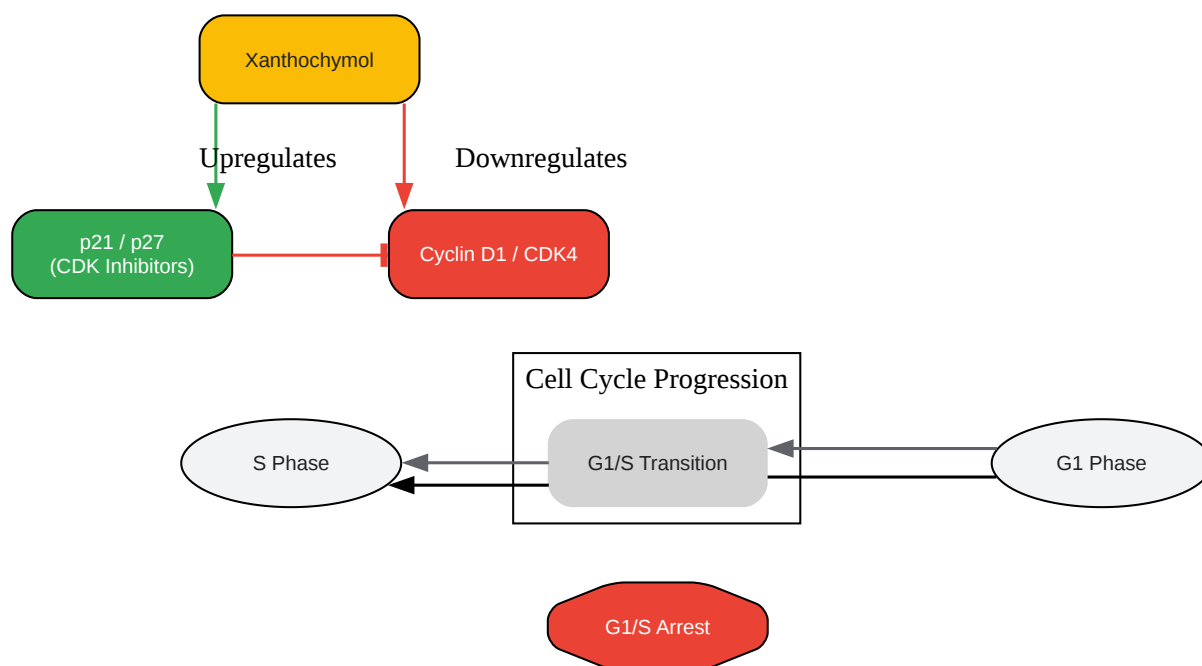 Xanthochymol
Upregulates
Downregulates
p21 / p27
(CDK Inhibitors)
Cyclin D1 / CDK4
Cell Cycle Progression
S Phase
G1/S Transition
G1 Phase
G1/S Arrest